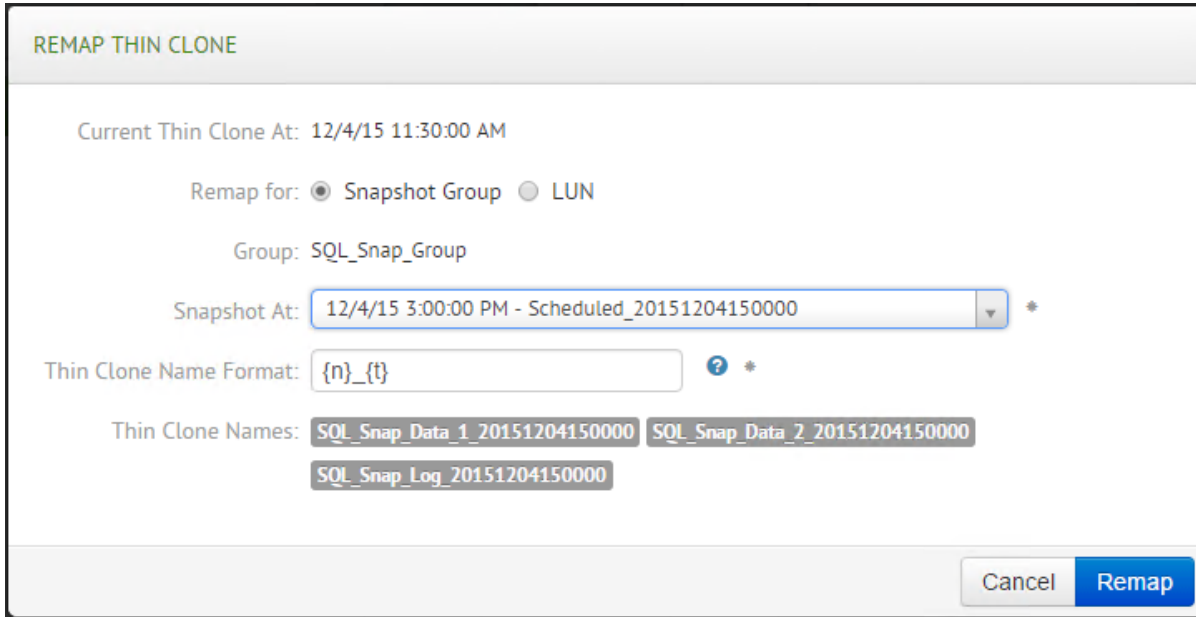 REMAP THIN CLONE
Current Thin Clone At: 12/4/15 11:30:00 AM
Remap for: Snapshot Group LUN
Group: SQL_Snap_Group
Snapshot At: 12/4/15 3:00:00 PM - Scheduled_20151204150000 *
Thin Clone Name Format: {n}_{t} ? *
Thin Clone Names: SQL_Snap_Data_1_20151204150000 SQL_Snap_Data_2_20151204150000
SQL_Snap_Log_20151204150000
Cancel Remap